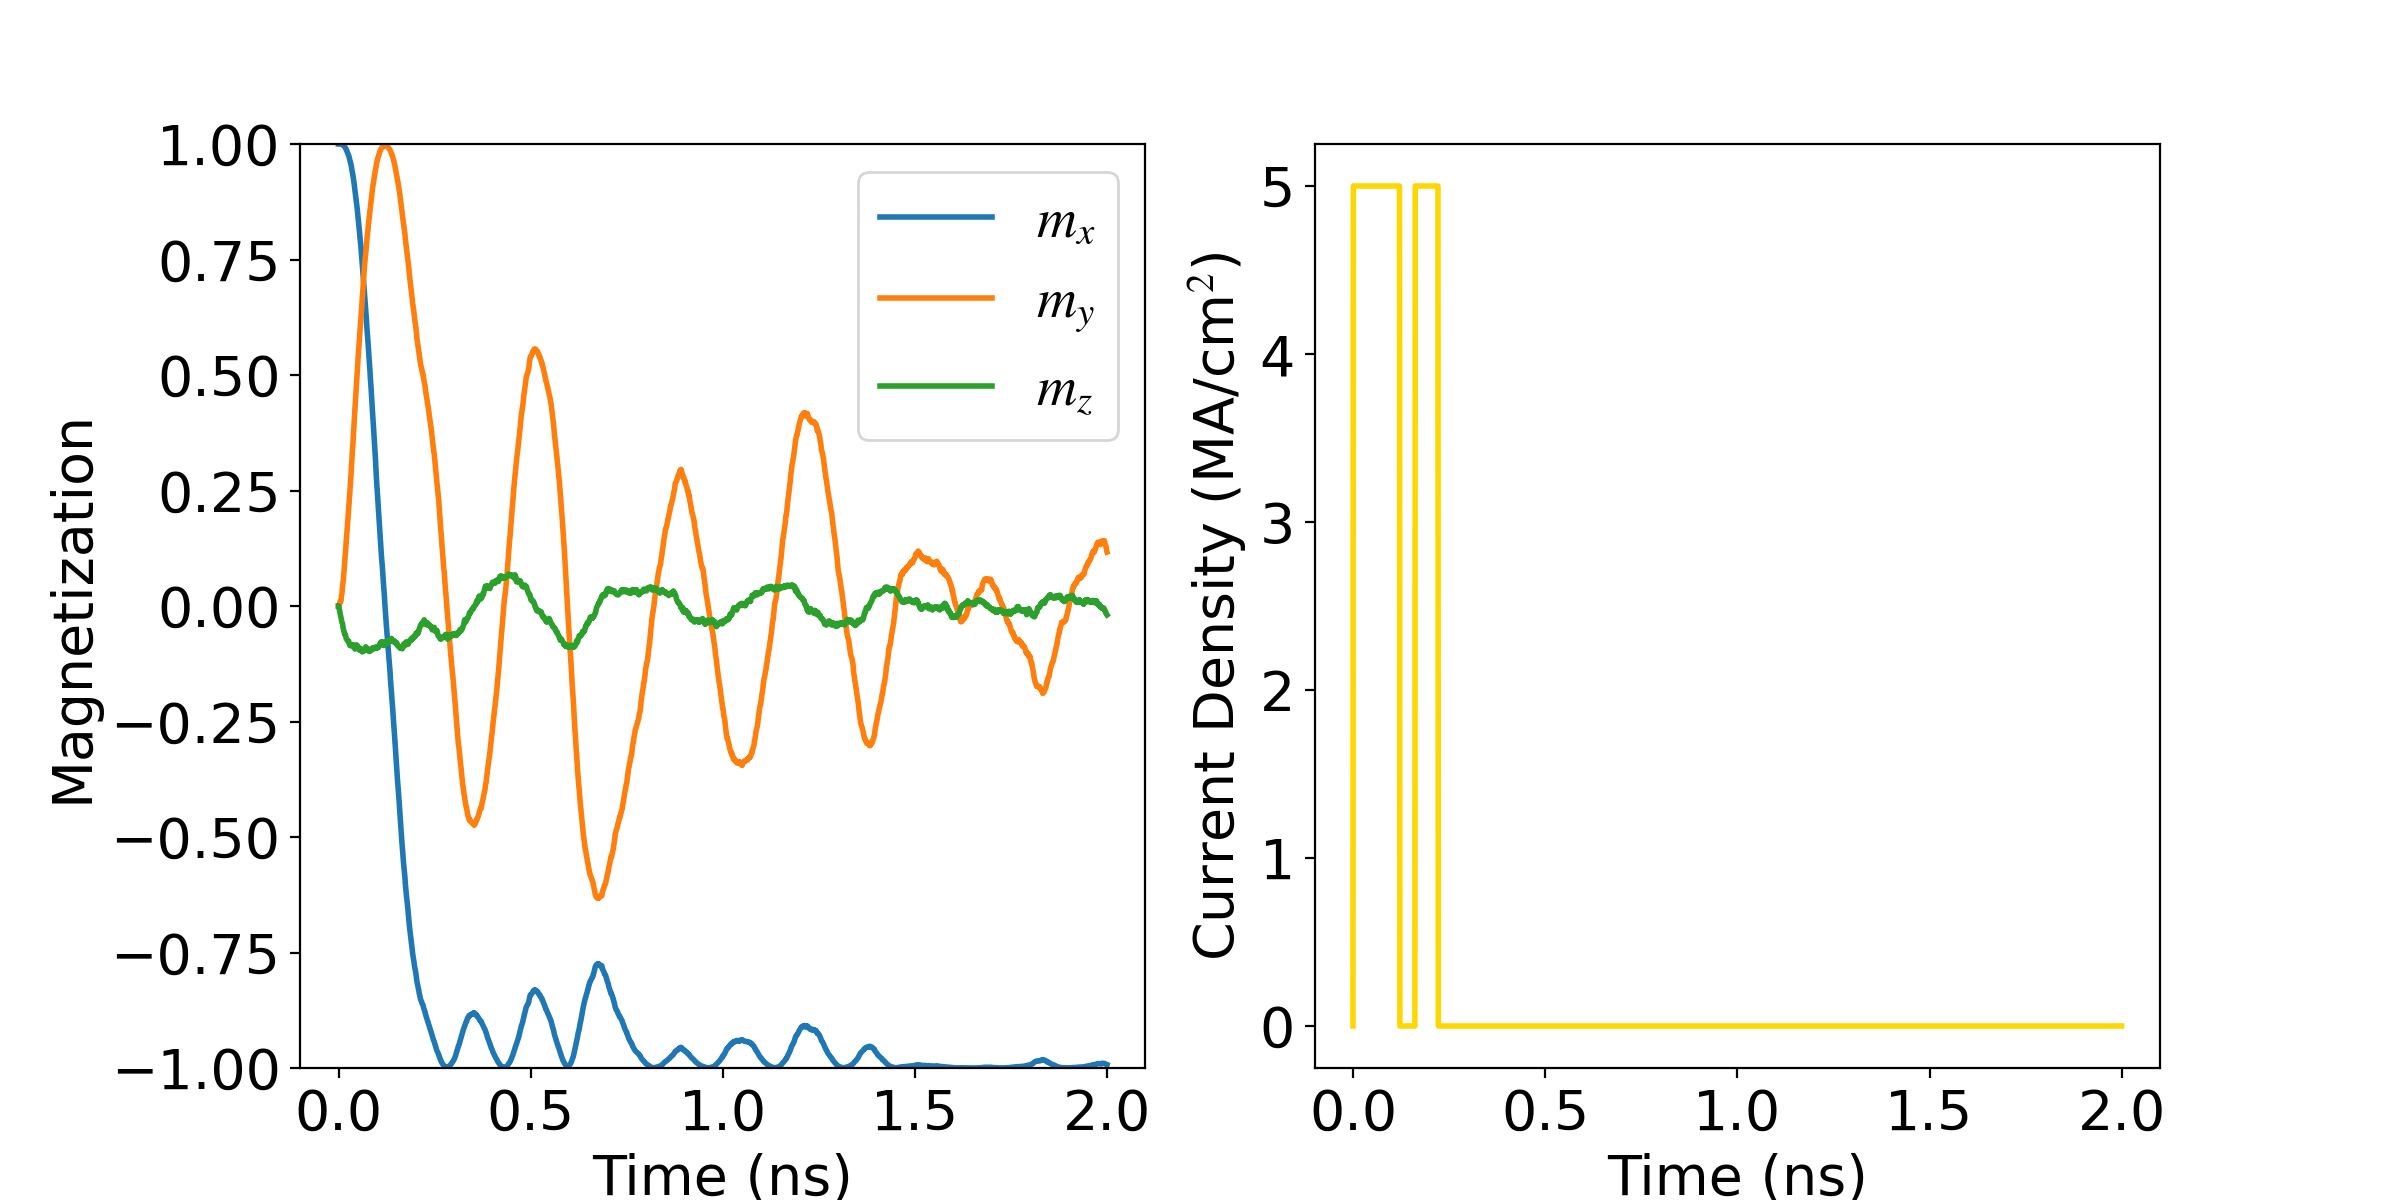 Magnetization
1.00
0.75
0.50
0.25
0.00
−0.25
−0.50
−0.75
−1.00
0.0 0.5 1.0 1.5 2.0
Time (ns)
m_x
m_y
m_z
Current Density (MA/cm²)
5
4
3
2
1
0
0.0 0.5 1.0 1.5 2.0
Time (ns)